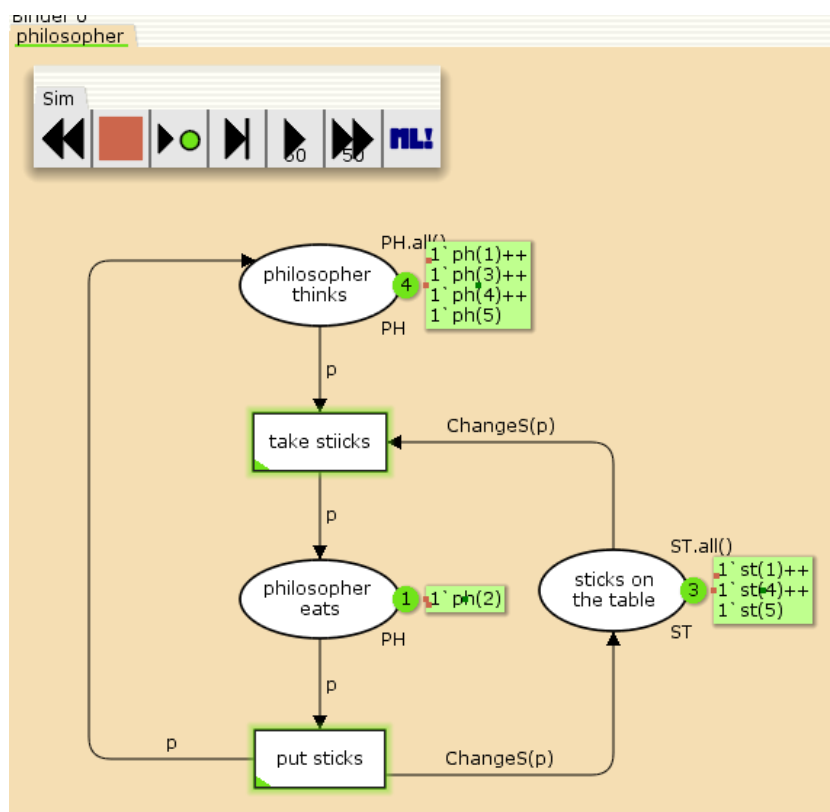 Binder 0
philosopher
Sim
50
50
ML!
PH.all()
1`ph(1)++
1`ph(3)++
1`ph(4)++
1`ph(5)
philosopher
thinks
4
PH
p
take stiicks
ChangeS(p)
p
ST.all()
1`st(1)++
1`st(4)++
1`st(5)
philosopher
eats
1
1`ph(2)
sticks on
the table
3
PH
ST
p
p
put sticks
ChangeS(p)